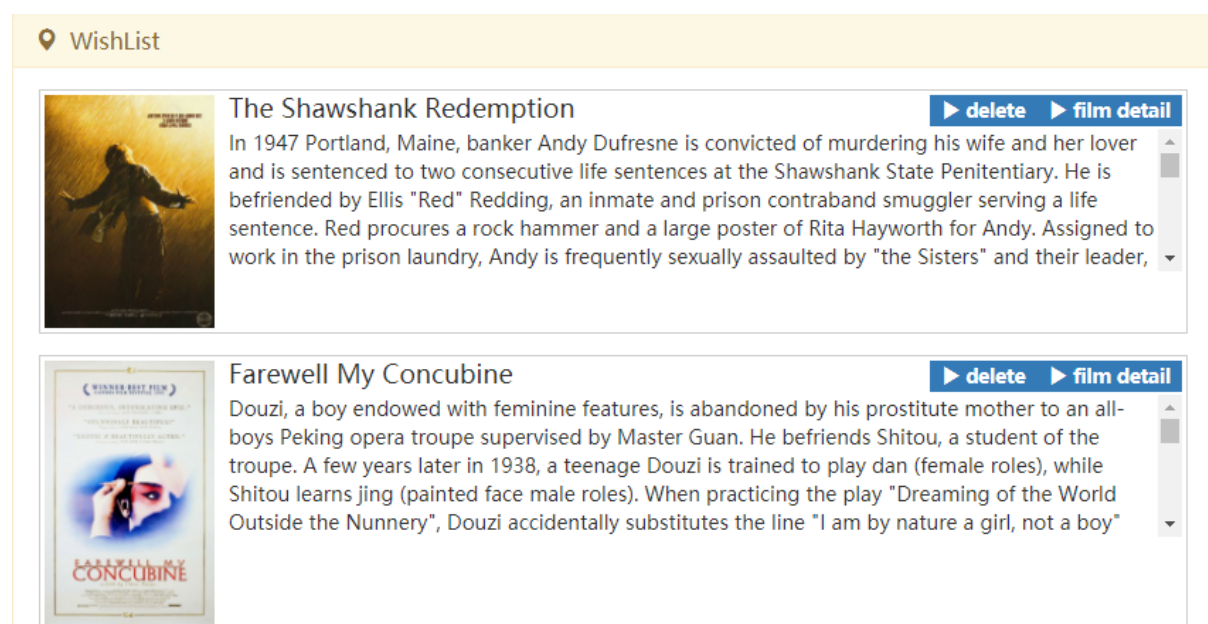 WishList
The Shawshank Redemption
delete film detail
In 1947 Portland, Maine, banker Andy Dufresne is convicted of murdering his wife and her lover
and is sentenced to two consecutive life sentences at the Shawshank State Penitentiary. He is
befriended by Ellis "Red" Redding, an inmate and prison contraband smuggler serving a life
sentence. Red procures a rock hammer and a large poster of Rita Hayworth for Andy. Assigned to
work in the prison laundry, Andy is frequently sexually assaulted by "the Sisters" and their leader,
Farewell My Concubine
delete film detail
Douzi, a boy endowed with feminine features, is abandoned by his prostitute mother to an all-
boys Peking opera troupe supervised by Master Guan. He befriends Shitou, a student of the
troupe. A few years later in 1938, a teenage Douzi is trained to play dan (female roles), while
Shitou learns jing (painted face male roles). When practicing the play "Dreaming of the World
Outside the Nunnery", Douzi accidentally substitutes the line "I am by nature a girl, not a boy"
WINNER BEST FILM
FAREWELL MY
CONCUBINE